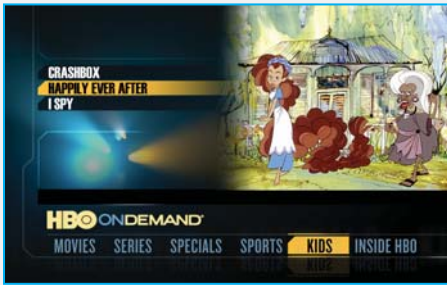 CRASHBOX
HAPPILY EVER AFTER
I SPY
HBO ONDEMAND
MOVIES SERIES SPECIALS SPORTS KIDS INSIDE HBO